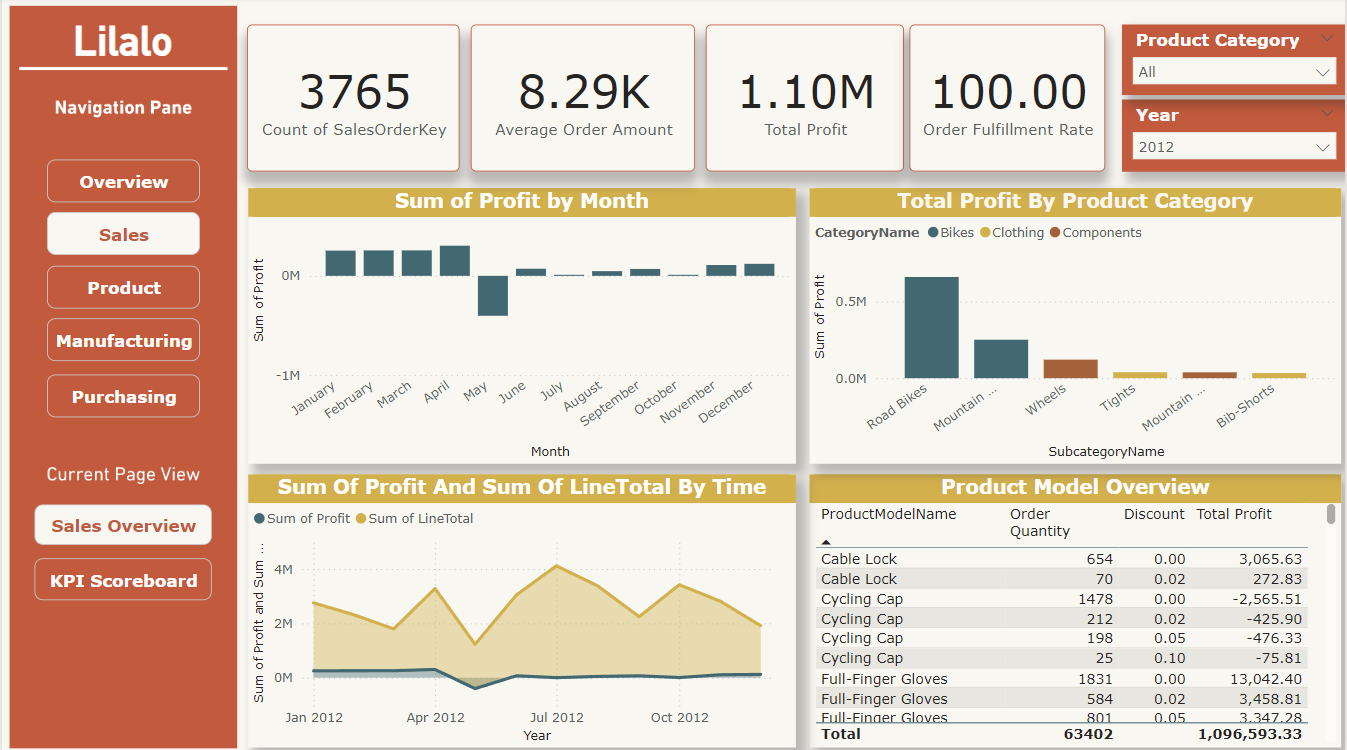 Lilalo
Navigation Pane
Overview
Sales
Product
Manufacturing
Purchasing
Current Page View
Sales Overview
KPI Scoreboard
3765
Count of SalesOrderKey
8.29K
Average Order Amount
1.10M
Total Profit
100.00
Order Fulfillment Rate
Product Category
All
Year
2012
Sum of Profit by Month
Sum of Profit
0M
-1M
January
February
March
April
May
June
July
August
September
October
November
December
Month
Total Profit By Product Category
CategoryName Bikes Clothing Components
Sum of Profit
0.5M
0.0M
Road Bikes
Mountain ...
Wheels
Tights
Mountain ...
Bib-Shorts
SubcategoryName
Sum Of Profit And Sum Of LineTotal By Time
Sum of Profit Sum of LineTotal
Sum of Profit and Sum ...
4M
2M
0M
Jan 2012
Apr 2012
Jul 2012
Oct 2012
Year
Product Model Overview
ProductModelName Order Quantity Discount Total Profit
Cable Lock 654 0.00 3,065.63
Cable Lock 70 0.02 272.83
Cycling Cap 1478 0.00 -2,565.51
Cycling Cap 212 0.02 -425.90
Cycling Cap 198 0.05 -476.33
Cycling Cap 25 0.10 -75.81
Full-Finger Gloves 1831 0.00 13,042.40
Full-Finger Gloves 584 0.02 3,458.81
Full-Finger Gloves 801 0.05 3,347.28
Total 63402 1,096,593.33